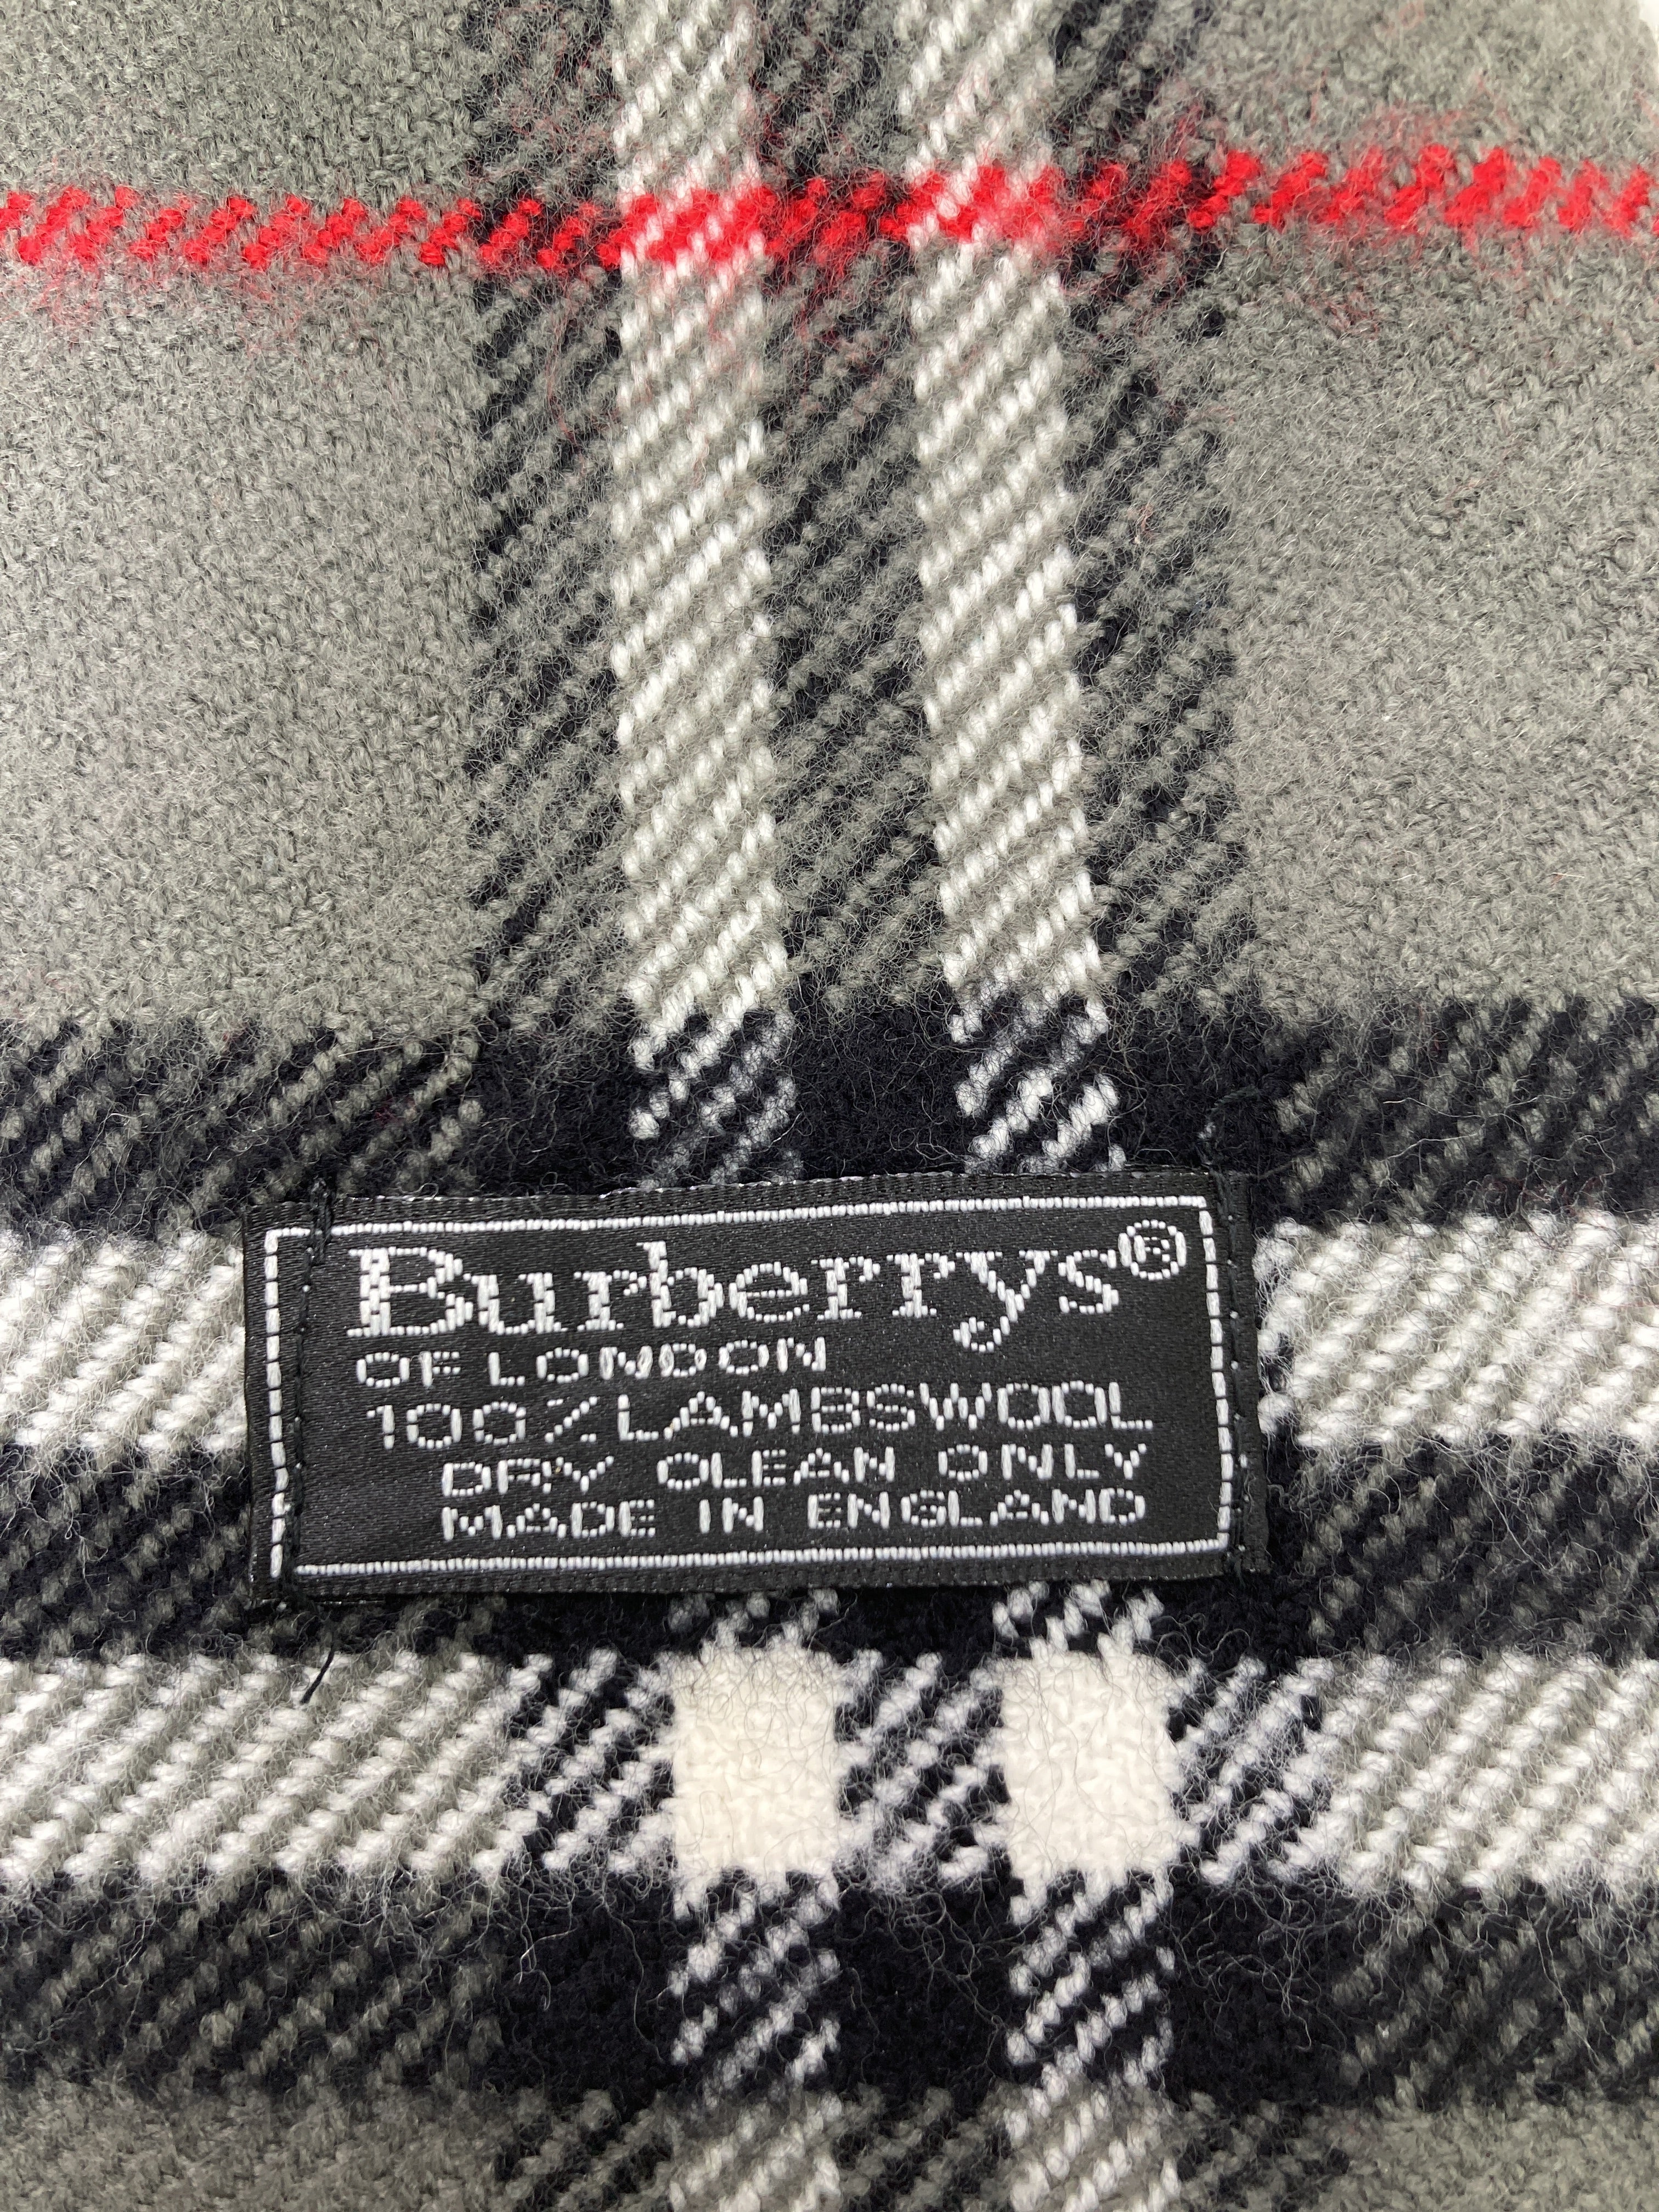 Burberrys®
OF LONDON
100% LAMBSWOOL
DRY CLEAN ONLY
MADE IN ENGLAND